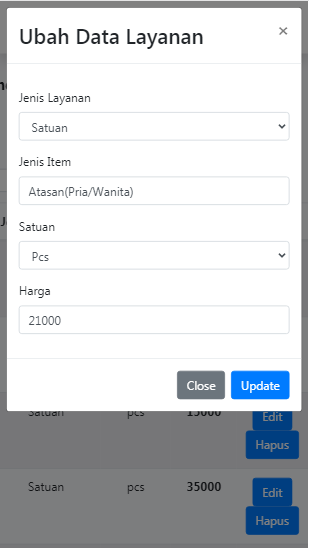 Ubah Data Layanan
×
Jenis Layanan
Satuan
Jenis Item
Atasan(Pria/Wanita)
Satuan
Pcs
Harga
21000
Close Update
Satuan pcs 15000 Edit
Hapus
Satuan pcs 35000 Edit
Hapus